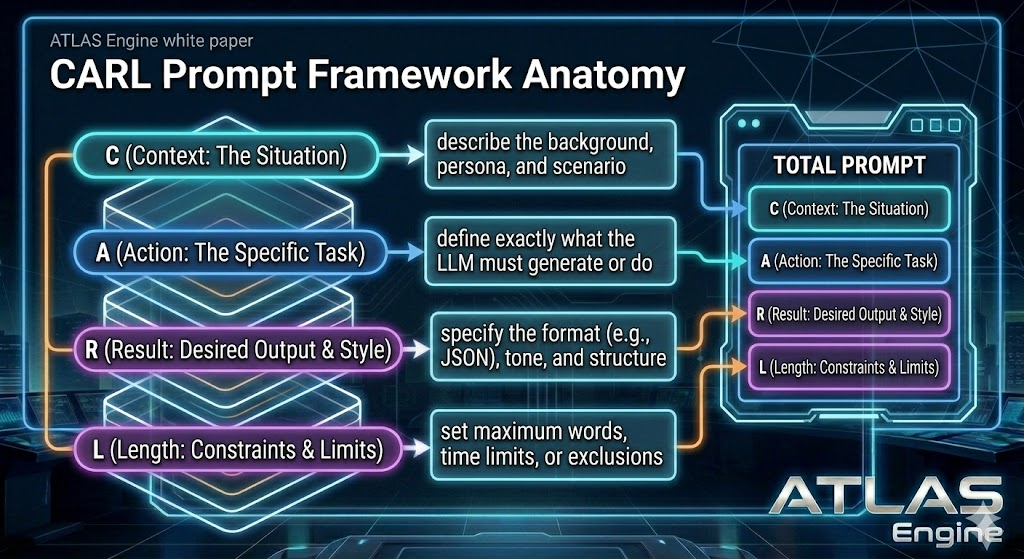 ATLAS Engine white paper
CARL Prompt Framework Anatomy
C (Context: The Situation)
describe the background,
persona, and scenario
A (Action: The Specific Task)
define exactly what the
LLM must generate or do
R (Result: Desired Output & Style)
specify the format (e.g.,
JSON), tone, and structure
L (Length: Constraints & Limits)
set maximum words,
time limits, or exclusions
TOTAL PROMPT
C (Context: The Situation)
A (Action: The Specific Task)
R (Result: Desired Output & Style)
L (Length: Constraints & Limits)
ATLAS
Engine